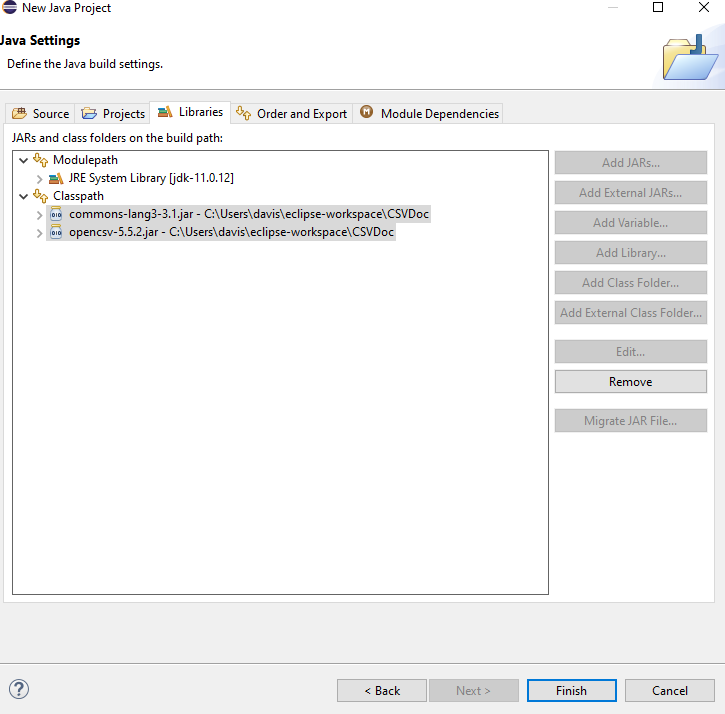 New Java Project
Java Settings
Define the Java build settings.
Source Projects Libraries Order and Export Module Dependencies
JARs and class folders on the build path:
Modulepath
JRE System Library [jdk-11.0.12]
Classpath
commons-lang3-3.1.jar - C:\Users\davis\eclipse-workspace\CSVDoc
opencsv-5.5.2.jar - C:\Users\davis\eclipse-workspace\CSVDoc
Add JARs...
Add External JARs...
Add Variable...
Add Library...
Add Class Folder...
Add External Class Folder...
Edit...
Remove
Migrate JAR File...
? < Back Next > Finish Cancel